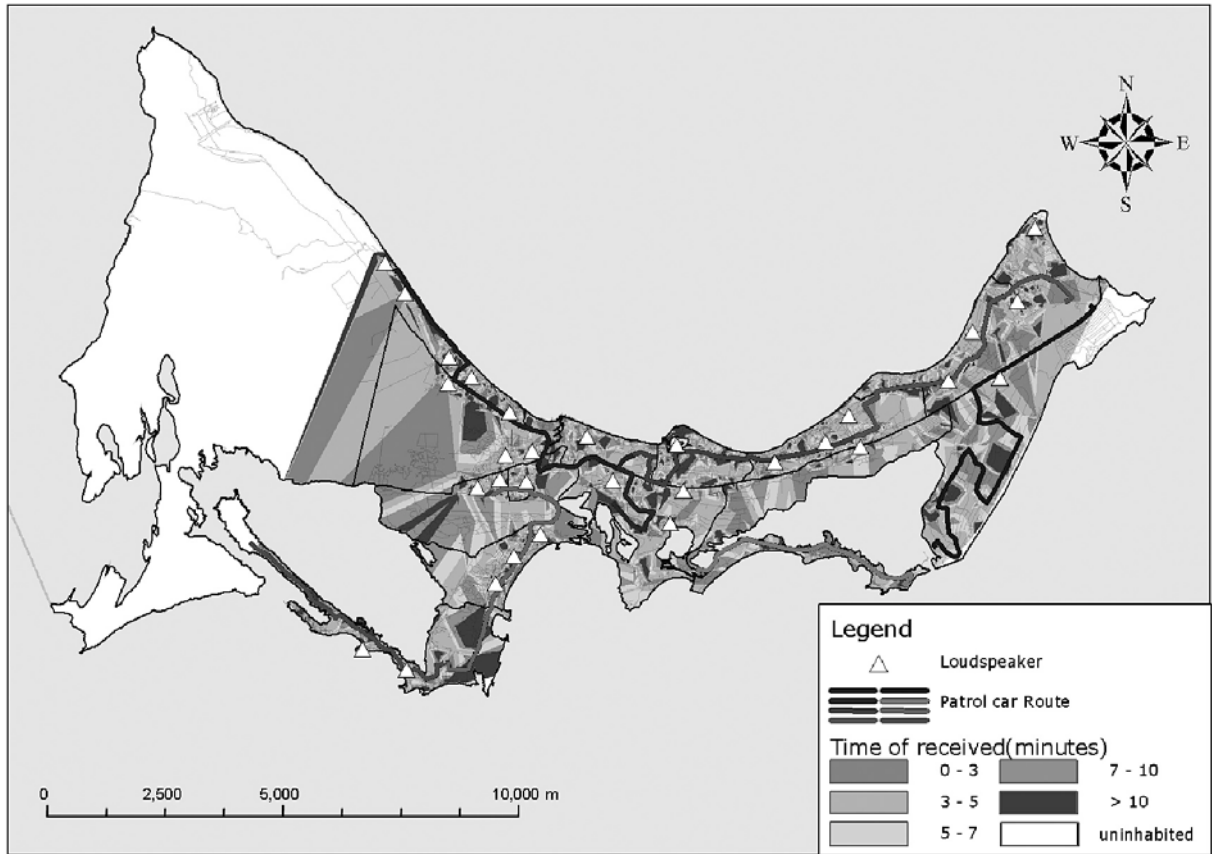 N
W E
S
Legend
Loudspeaker
Patrol car Route
Time of received(minutes)
0 - 3 7 - 10
3 - 5 > 10
5 - 7 uninhabited
0 2,500 5,000 10,000 m